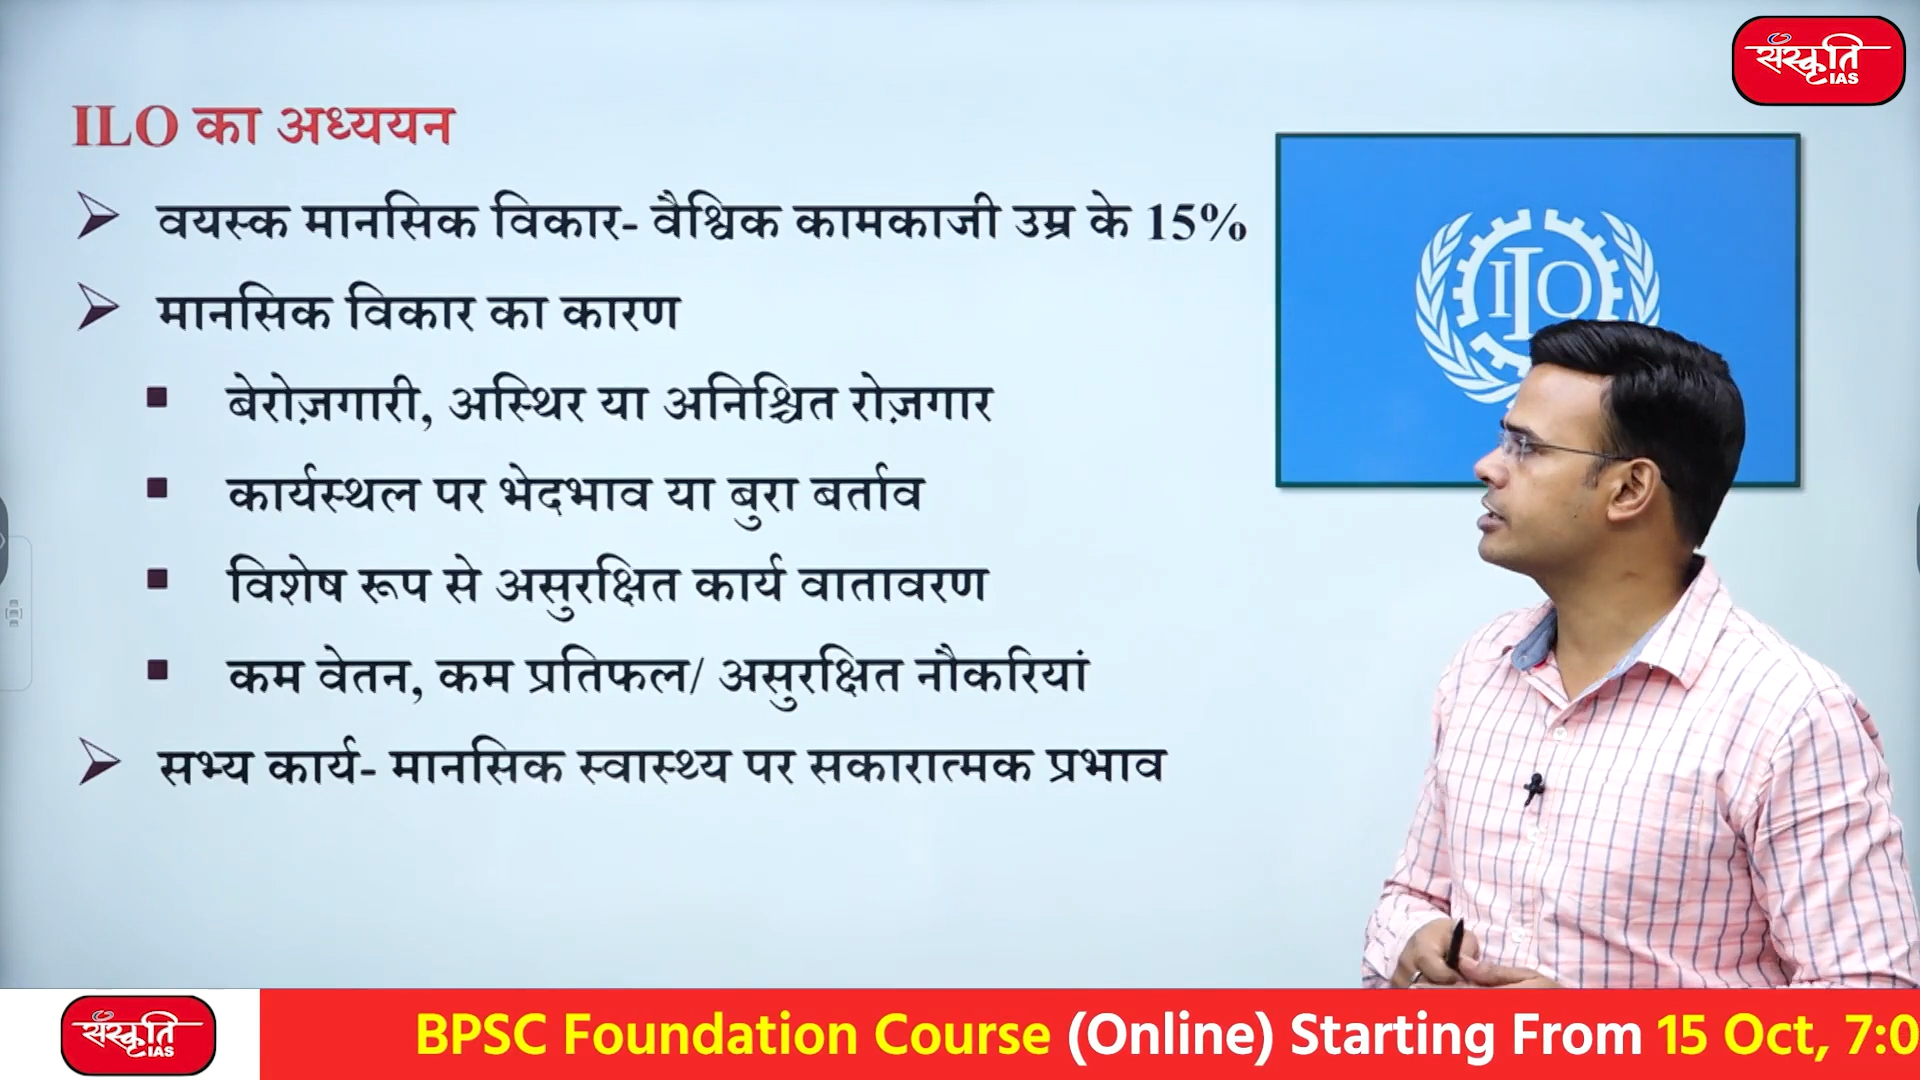 संस्कृति
IAS
ILO का अध्ययन
वयस्क मानसिक विकार- वैश्विक कामकाजी उम्र के 15%
मानसिक विकार का कारण
बेरोज़गारी, अस्थिर या अनिश्चित रोज़गार
कार्यस्थल पर भेदभाव या बुरा बर्ताव
विशेष रूप से असुरक्षित कार्य वातावरण
कम वेतन, कम प्रतिफल/ असुरक्षित नौकरियां
सभ्य कार्य- मानसिक स्वास्थ्य पर सकारात्मक प्रभाव
ILO
संस्कृति
IAS
BPSC Foundation Course (Online) Starting From 15 Oct, 7:0